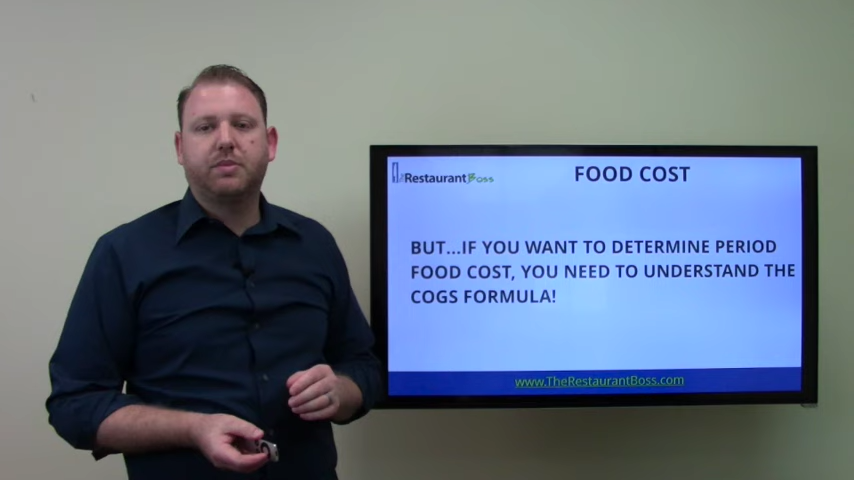 TheRestaurantBoss
FOOD COST
BUT...IF YOU WANT TO DETERMINE PERIOD
FOOD COST, YOU NEED TO UNDERSTAND THE
COGS FORMULA!
www.TheRestaurantBoss.com